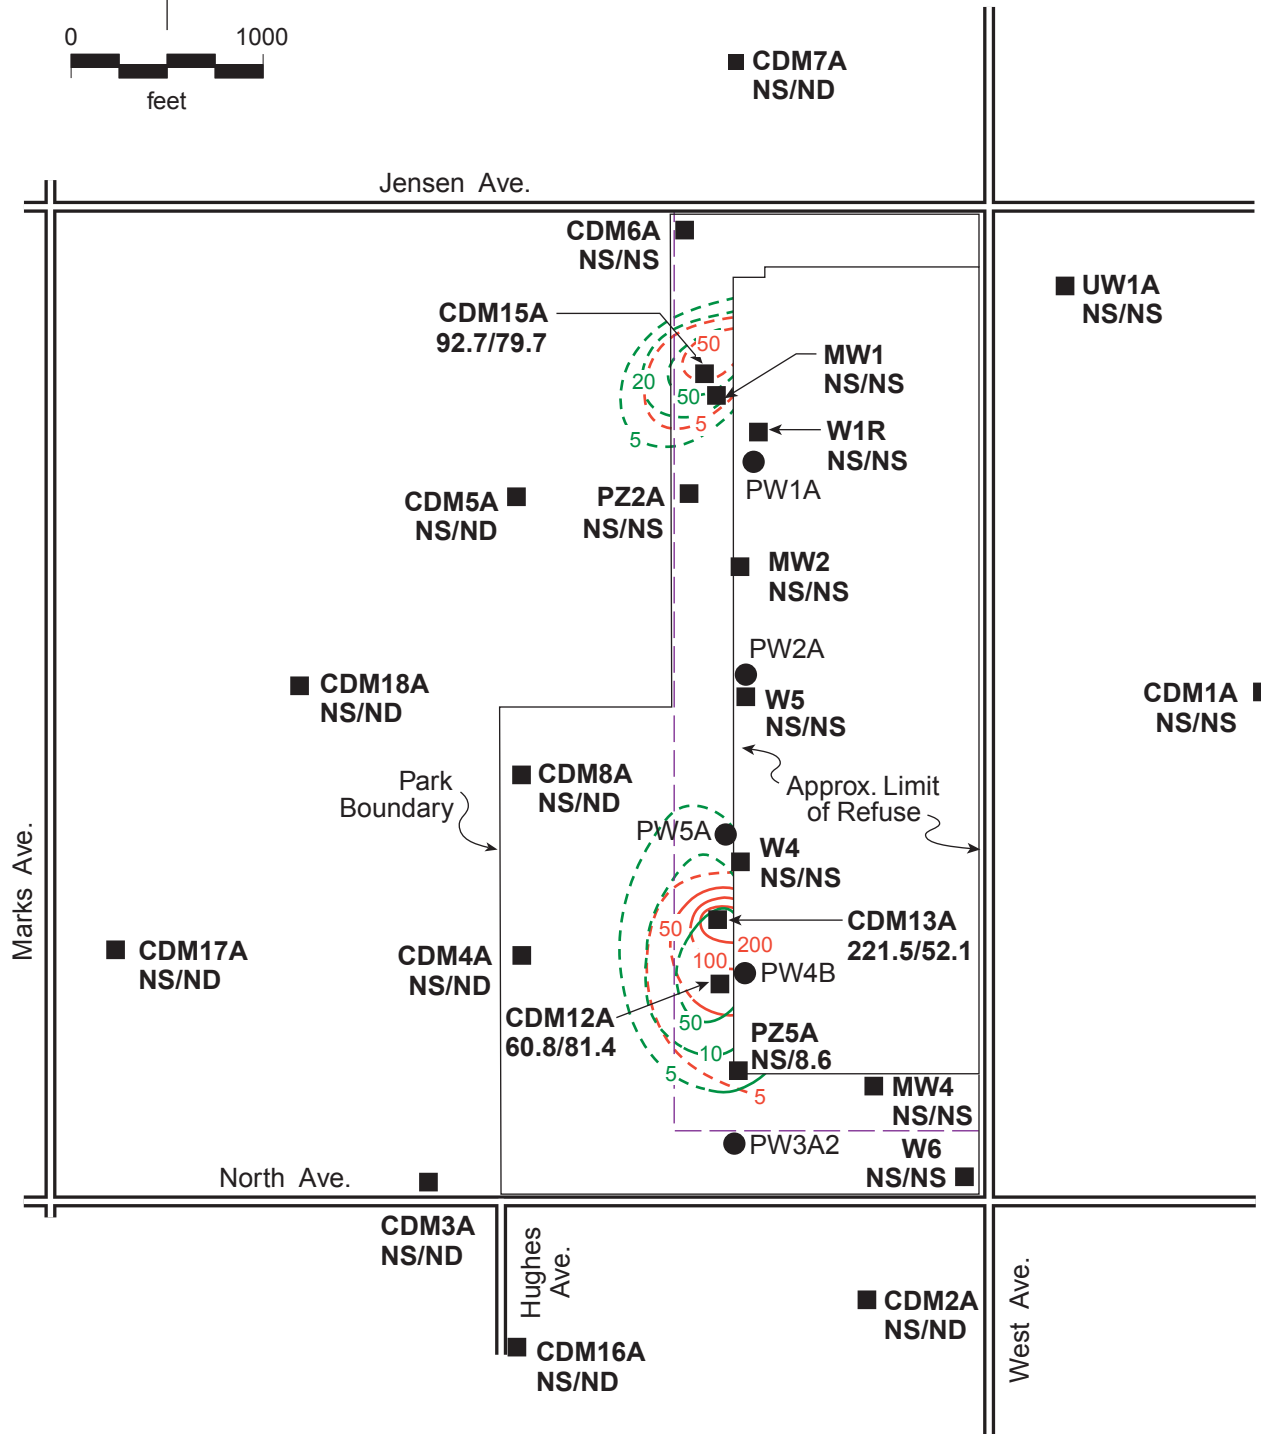 0 1000
feet
CDM7A
NS/ND
Jensen Ave.
CDM6A
NS/NS
UW1A
NS/NS
CDM15A
92.7/79.7
50
MW1
NS/NS
20
50
5
5
W1R
NS/NS
PW1A
CDM5A
NS/ND
PZ2A
NS/NS
MW2
NS/NS
PW2A
CDM18A
NS/ND
W5
NS/NS
CDM1A
NS/NS
Park
Boundary
CDM8A
NS/ND
Approx. Limit
of Refuse
PW5A
W4
NS/NS
Marks Ave.
50
CDM13A
221.5/52.1
200
100
CDM17A
NS/ND
CDM4A
NS/ND
PW4B
CDM12A
60.8/81.4
50
10
5
5
PZ5A
NS/8.6
MW4
NS/NS
PW3A2
W6
NS/NS
North Ave.
CDM3A
NS/ND
Hughes
Ave.
CDM2A
NS/ND
West Ave.
CDM16A
NS/ND